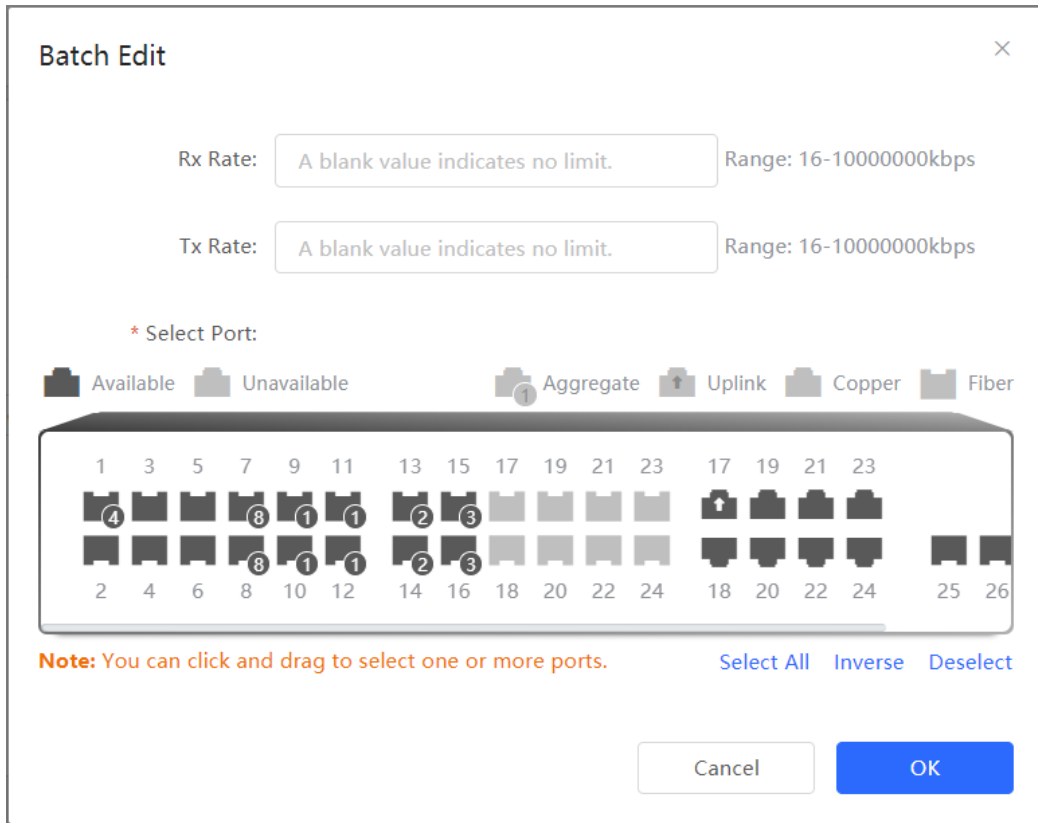 Batch Edit
Rx Rate: A blank value indicates no limit. Range: 16-10000000kbps
Tx Rate: A blank value indicates no limit. Range: 16-10000000kbps
* Select Port:
Available Unavailable 1 Aggregate Uplink Copper Fiber
1 3 5 7 9 11 13 15 17 19 21 23 17 19 21 23
4 8 1 1 2 3
8 1 1 2 3
2 4 6 8 10 12 14 16 18 20 22 24 18 20 22 24 25 26
Note: You can click and drag to select one or more ports. Select All Inverse Deselect
Cancel OK